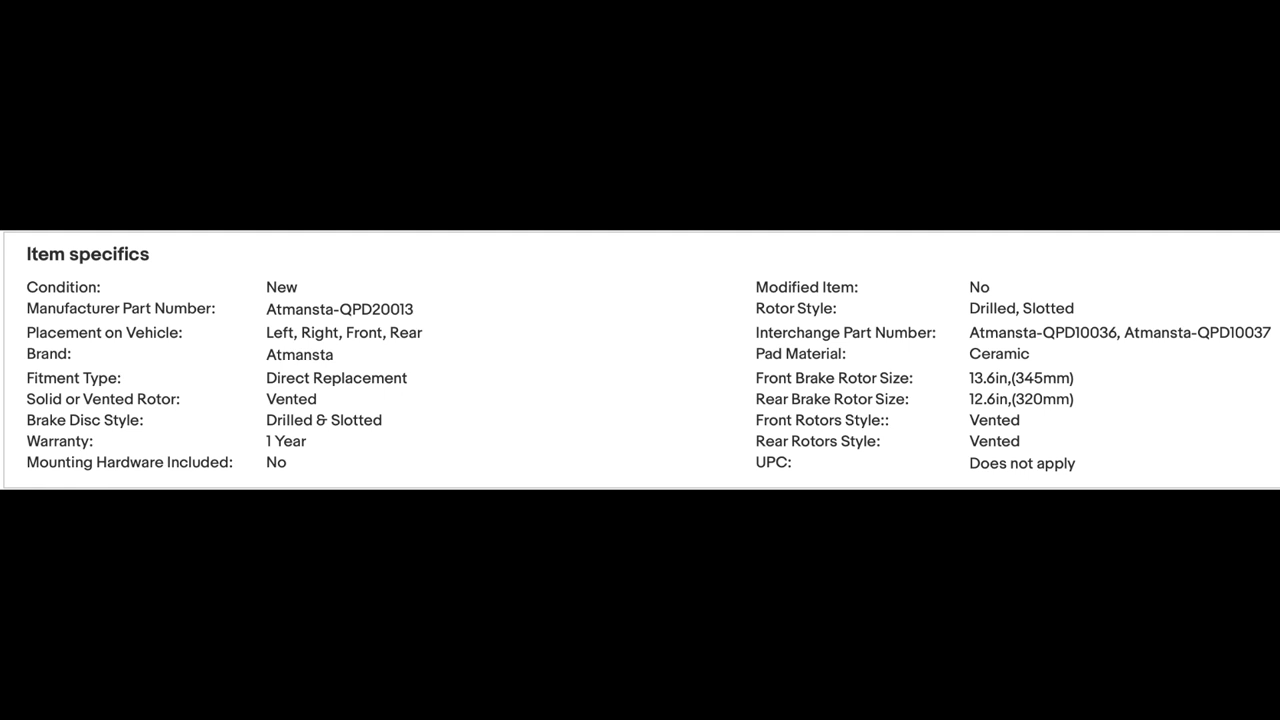 Item specifics
Condition: New
Manufacturer Part Number: Atmansta-QPD20013
Placement on Vehicle: Left, Right, Front, Rear
Brand: Atmansta
Fitment Type: Direct Replacement
Solid or Vented Rotor: Vented
Brake Disc Style: Drilled & Slotted
Warranty: 1 Year
Mounting Hardware Included: No
Modified Item: No
Rotor Style: Drilled, Slotted
Interchange Part Number: Atmansta-QPD10036, Atmansta-QPD10037
Pad Material: Ceramic
Front Brake Rotor Size: 13.6in,(345mm)
Rear Brake Rotor Size: 12.6in,(320mm)
Front Rotors Style:: Vented
Rear Rotors Style: Vented
UPC: Does not apply